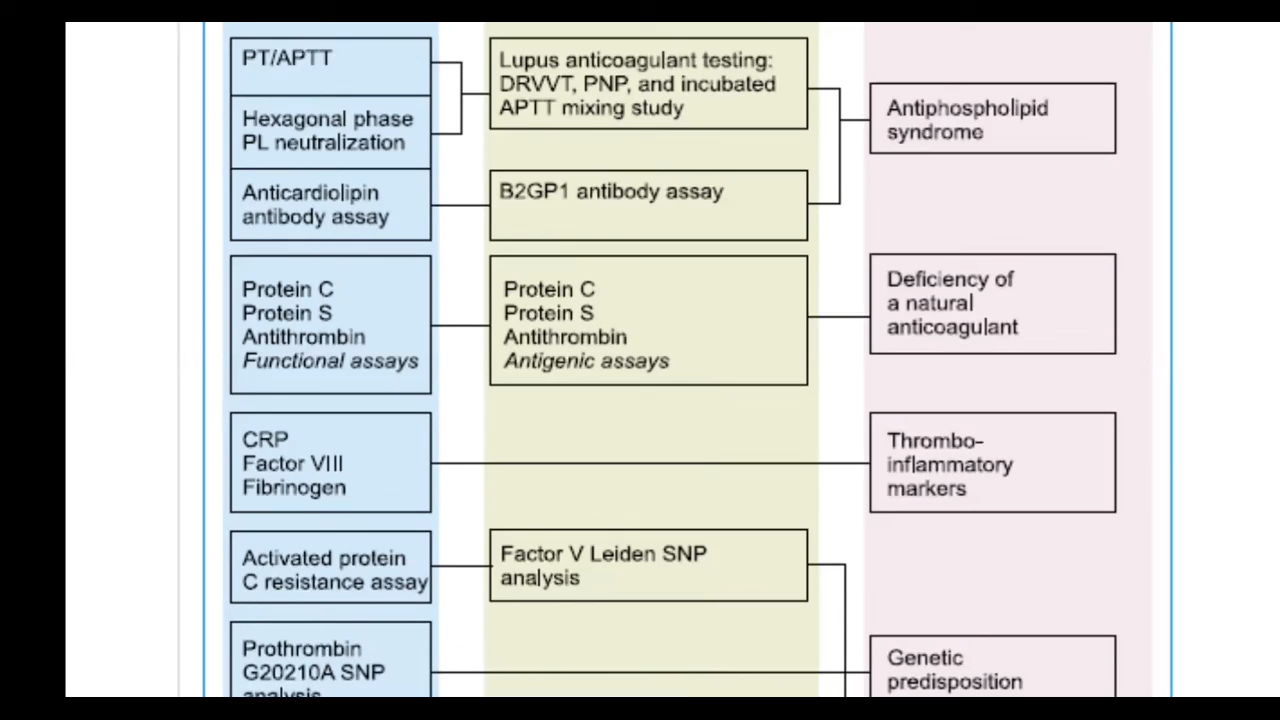 PT/APTT
Hexagonal phase
PL neutralization
Anticardiolipin
antibody assay
Lupus anticoagulant testing:
DRVVT, PNP, and incubated
APTT mixing study
B2GP1 antibody assay
Antiphospholipid
syndrome
Protein C
Protein S
Antithrombin
Functional assays
Protein C
Protein S
Antithrombin
Antigenic assays
Deficiency of
a natural
anticoagulant
CRP
Factor VIII
Fibrinogen
Thrombo-
inflammatory
markers
Activated protein
C resistance assay
Factor V Leiden SNP
analysis
Prothrombin
G20210A SNP
analysis
Genetic
predisposition